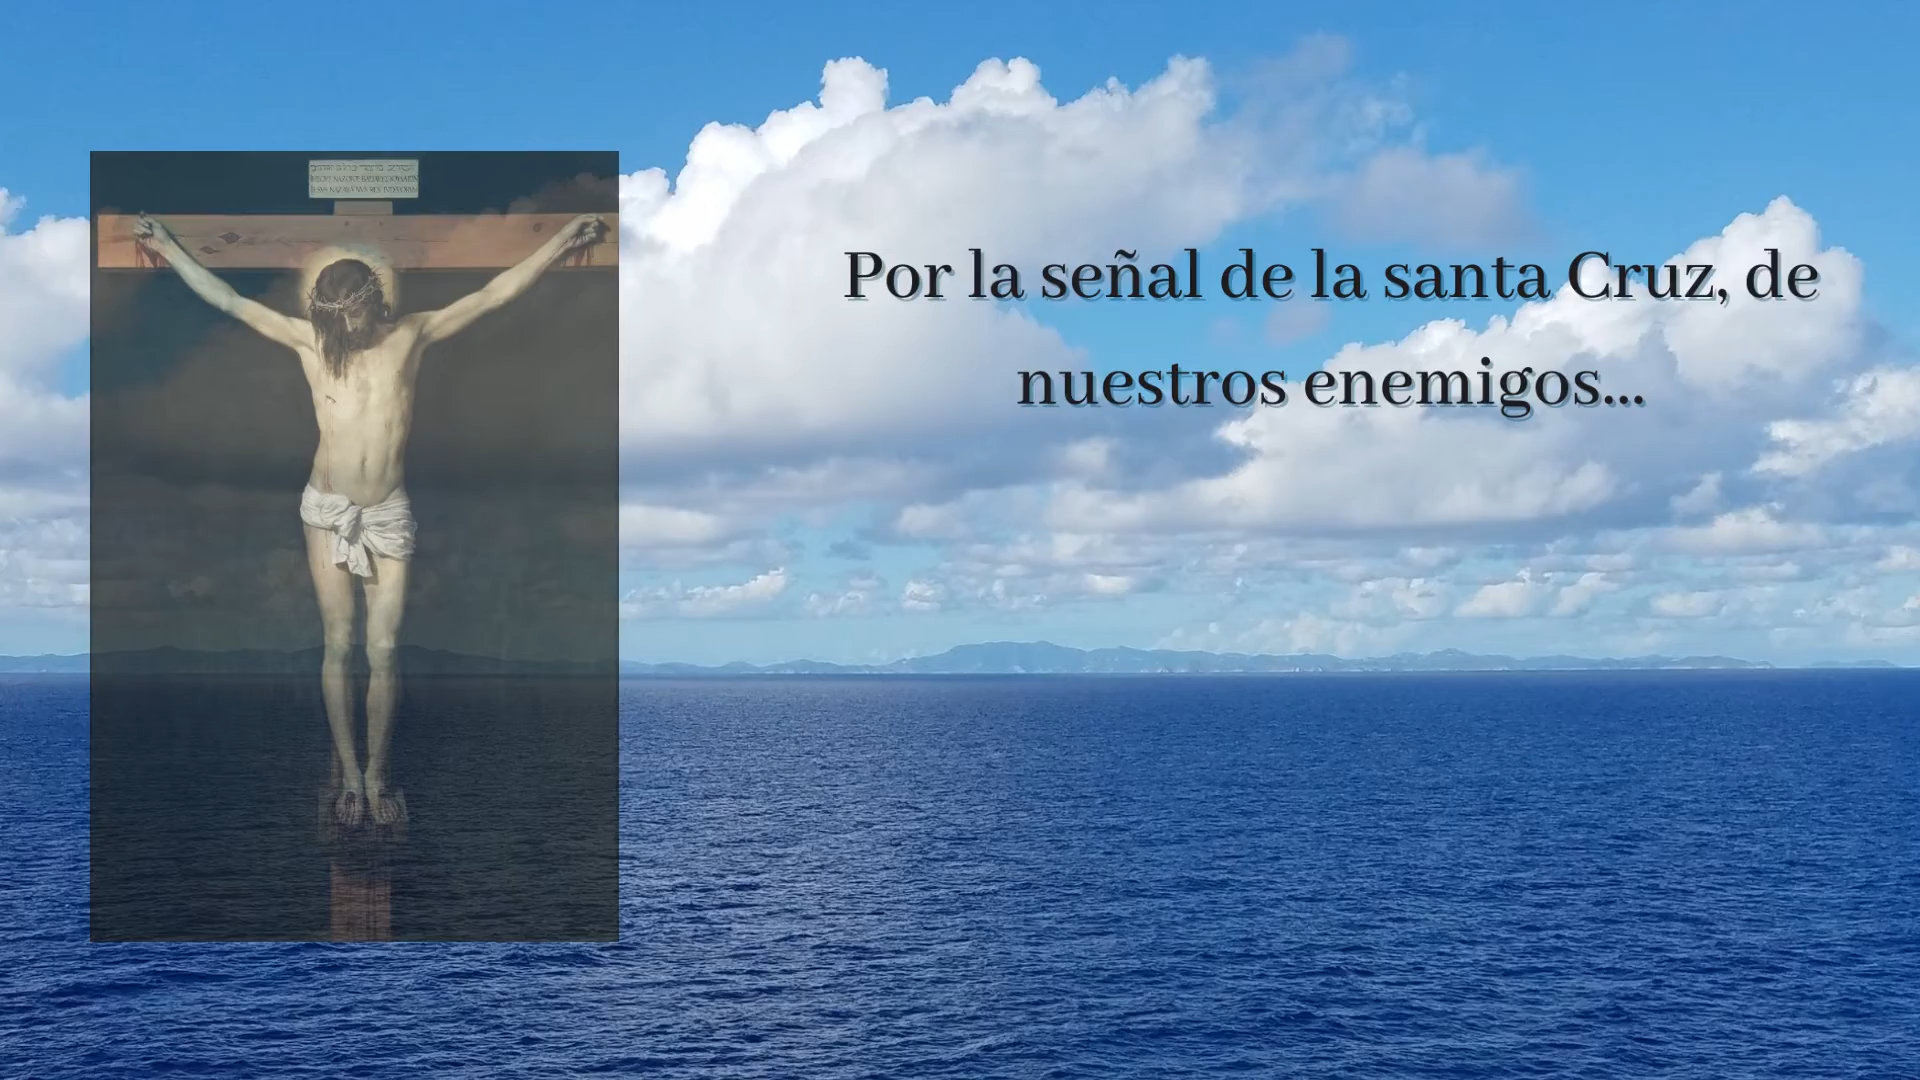 Por la señal de la santa Cruz, de
nuestros enemigos...